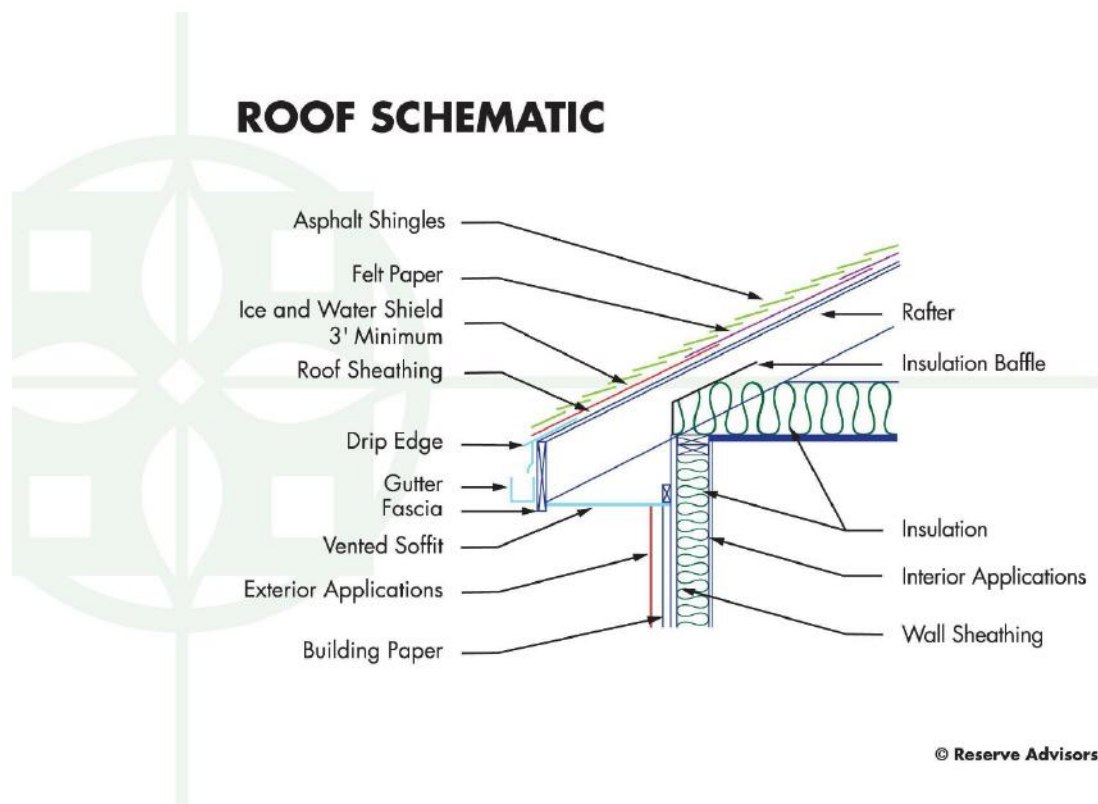 ROOF SCHEMATIC
Asphalt Shingles
Felt Paper
Ice and Water Shield
3' Minimum
Roof Sheathing
Drip Edge
Gutter
Fascia
Vented Soffit
Exterior Applications
Building Paper
Rafter
Insulation Baffle
Insulation
Interior Applications
Wall Sheathing
© Reserve Advisors